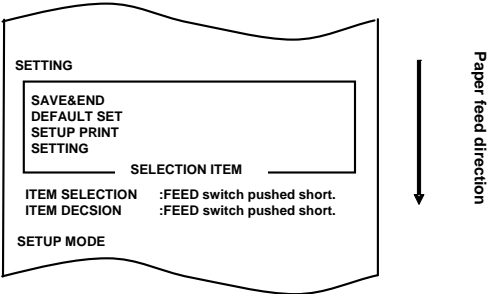 SETTING
SAVE&END
DEFAULT SET
SETUP PRINT
SETTING
SELECTION ITEM
ITEM SELECTION :FEED switch pushed short.
ITEM DECSION :FEED switch pushed short.
SETUP MODE
Paper feed direction